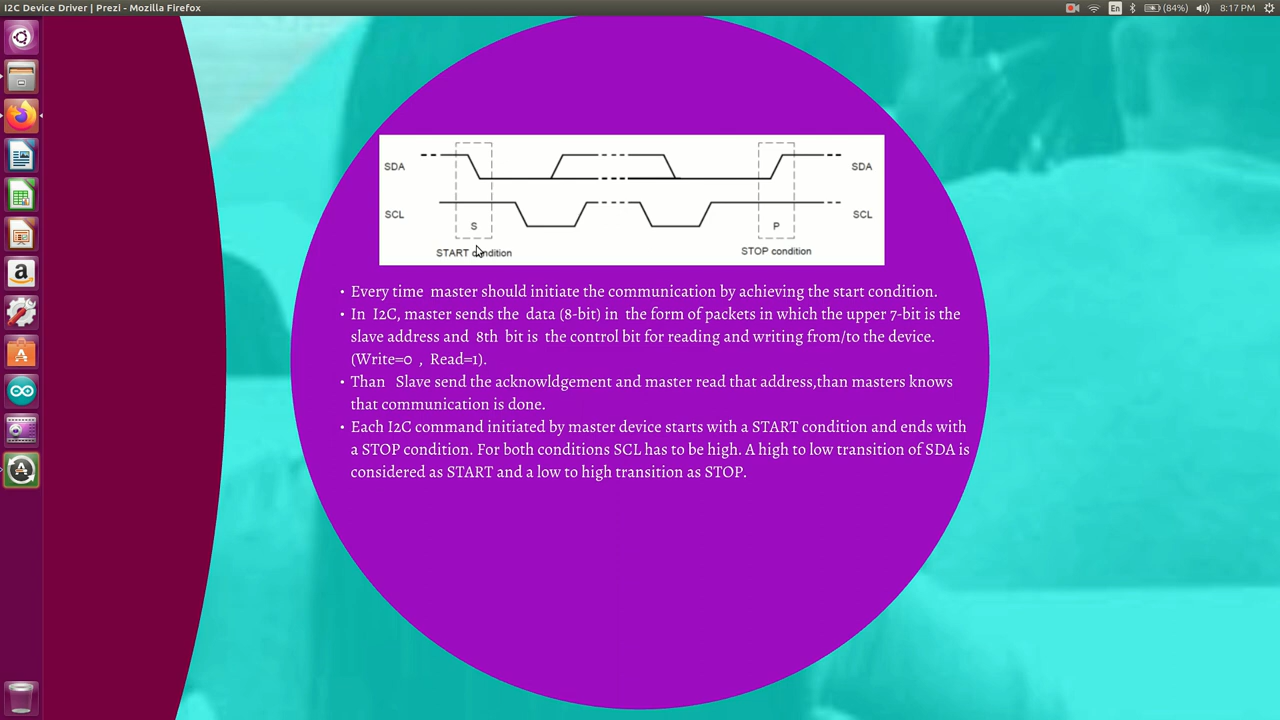 I2C Device Driver | Prezi - Mozilla Firefox
En
(84%)
8:17 PM
SDA
SDA
SCL
SCL
S
P
START condition
STOP condition
• Every time master should initiate the communication by achieving the start condition.
• In I2C, master sends the data (8-bit) in the form of packets in which the upper 7-bit is the
slave address and 8th bit is the control bit for reading and writing from/to the device.
(Write=0 , Read=1).
• Than Slave send the acknowldgement and master read that address,than masters knows
that communication is done.
• Each I2C command initiated by master device starts with a START condition and ends with
a STOP condition. For both conditions SCL has to be high. A high to low transition of SDA is
considered as START and a low to high transition as STOP.